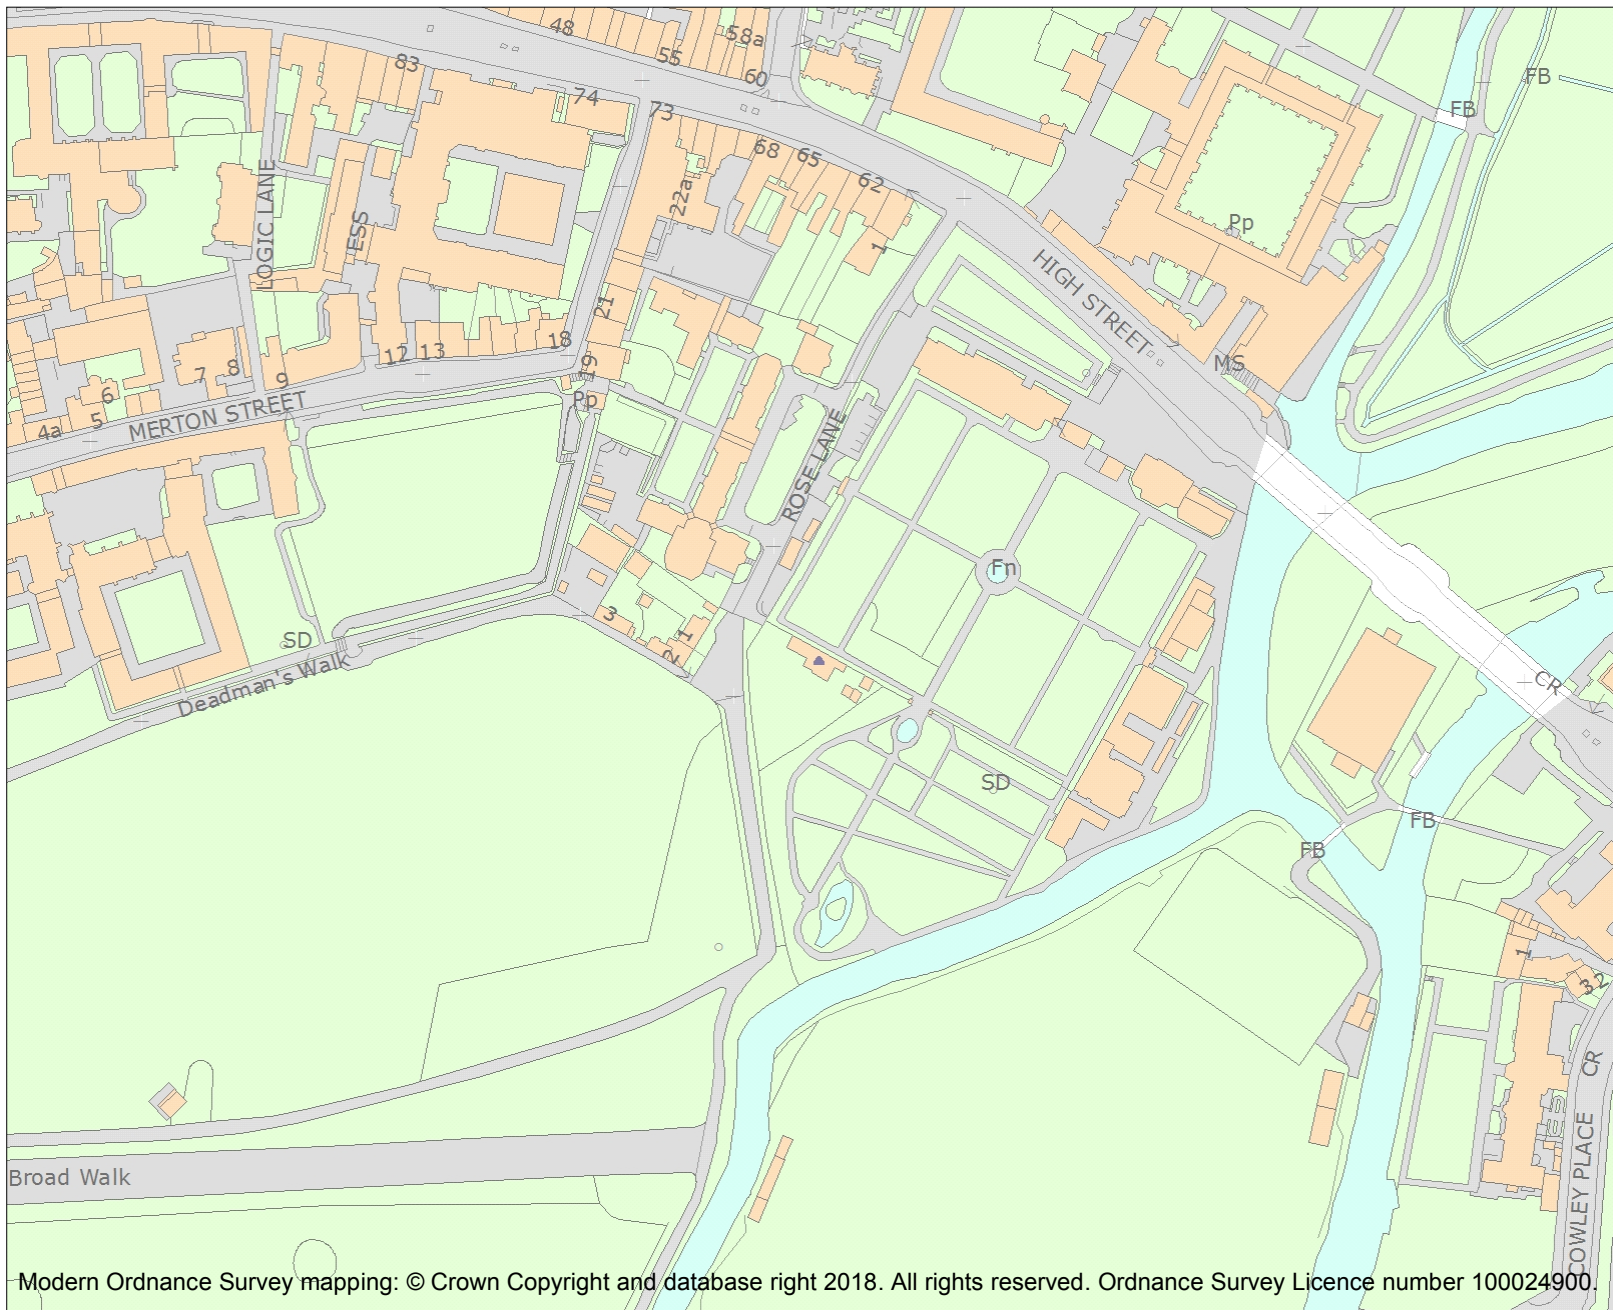 48
55
58a
60
83
74
73
68
65
62
22a
1
LOGIC LANE
ESS
21
18
19
12
13
7
8
9
6
5
4a
MERTON STREET
Pp
ROSE LANE
HIGH STREET
MS
Pp
FB
FB
Fn
SD
Deadman's Walk
3
1
2
SD
CR
FB
FB
1
3
2
CR
ES
COWLEY PLACE
Broad Walk
Modern Ordnance Survey mapping: © Crown Copyright and database right 2018. All rights reserved. Ordnance Survey Licence number 100024900.